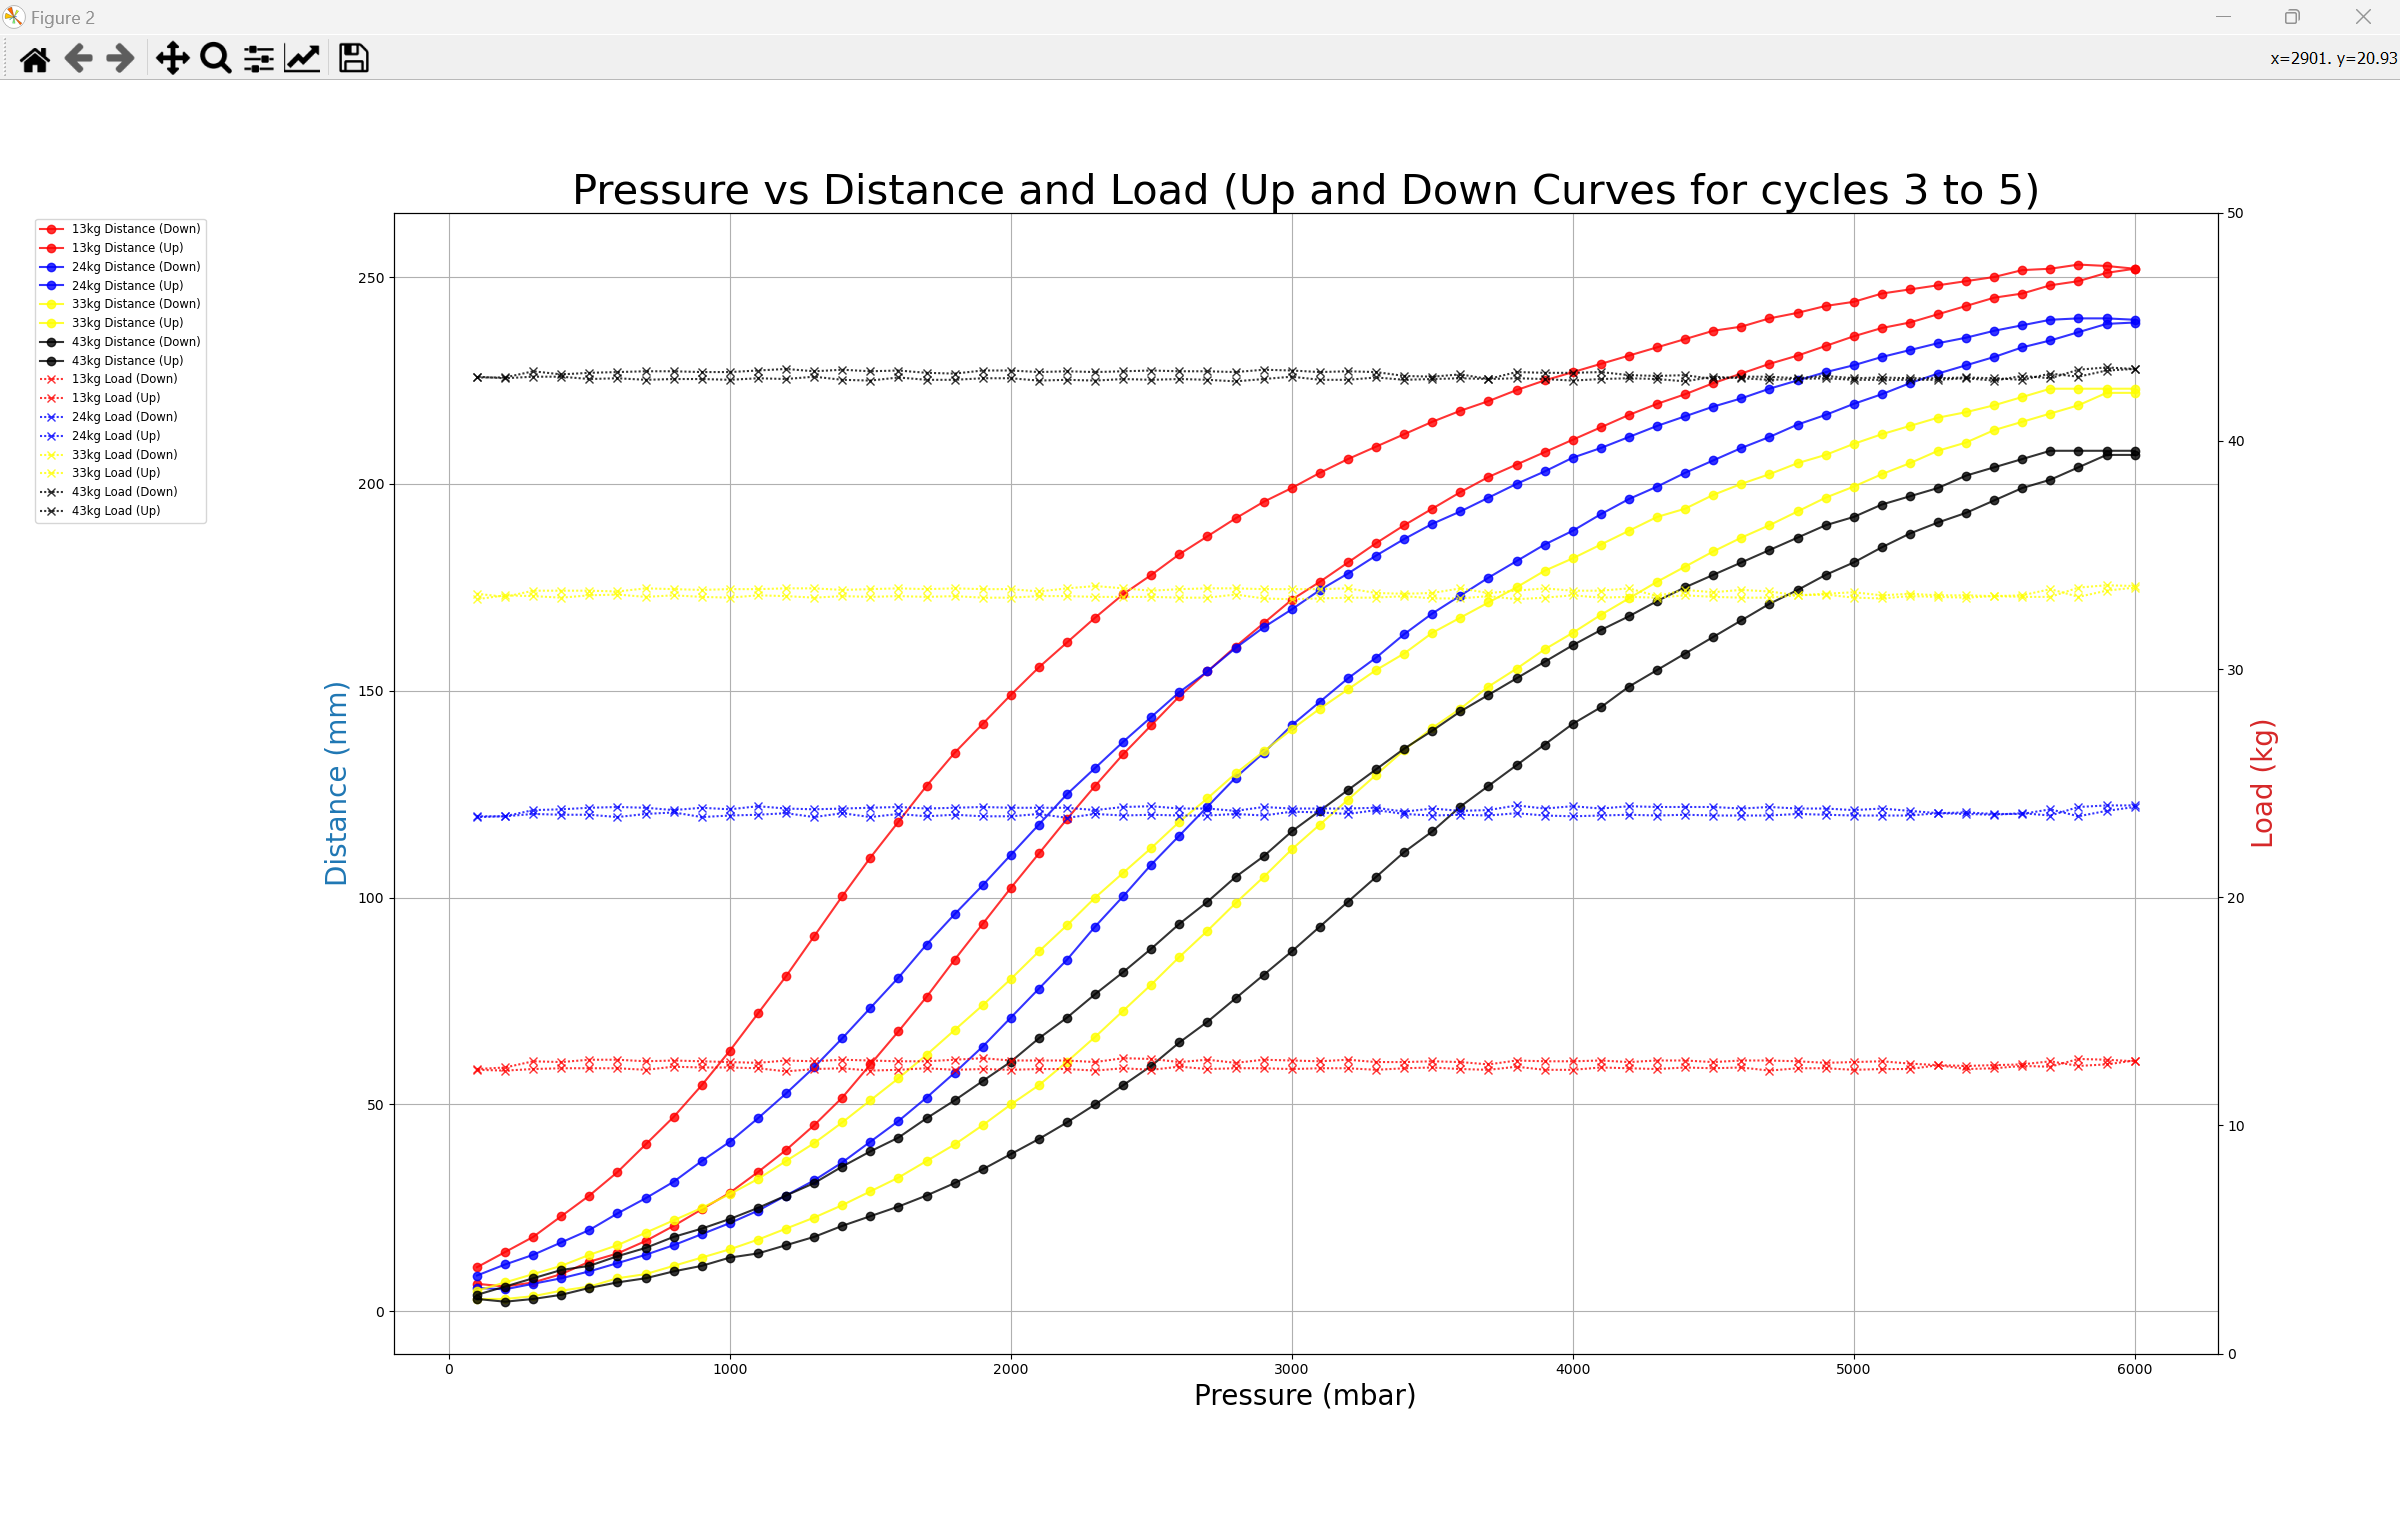 Figure 2
x=2901. y=20.93
Pressure vs Distance and Load (Up and Down Curves for cycles 3 to 5)
13kg Distance (Down)
13kg Distance (Up)
24kg Distance (Down)
24kg Distance (Up)
33kg Distance (Down)
33kg Distance (Up)
43kg Distance (Down)
43kg Distance (Up)
13kg Load (Down)
13kg Load (Up)
24kg Load (Down)
24kg Load (Up)
33kg Load (Down)
33kg Load (Up)
43kg Load (Down)
43kg Load (Up)
Distance (mm)
250
200
150
100
50
0
50
40
30
20
10
0
Load (kg)
0 1000 2000 3000 4000 5000 6000
Pressure (mbar)